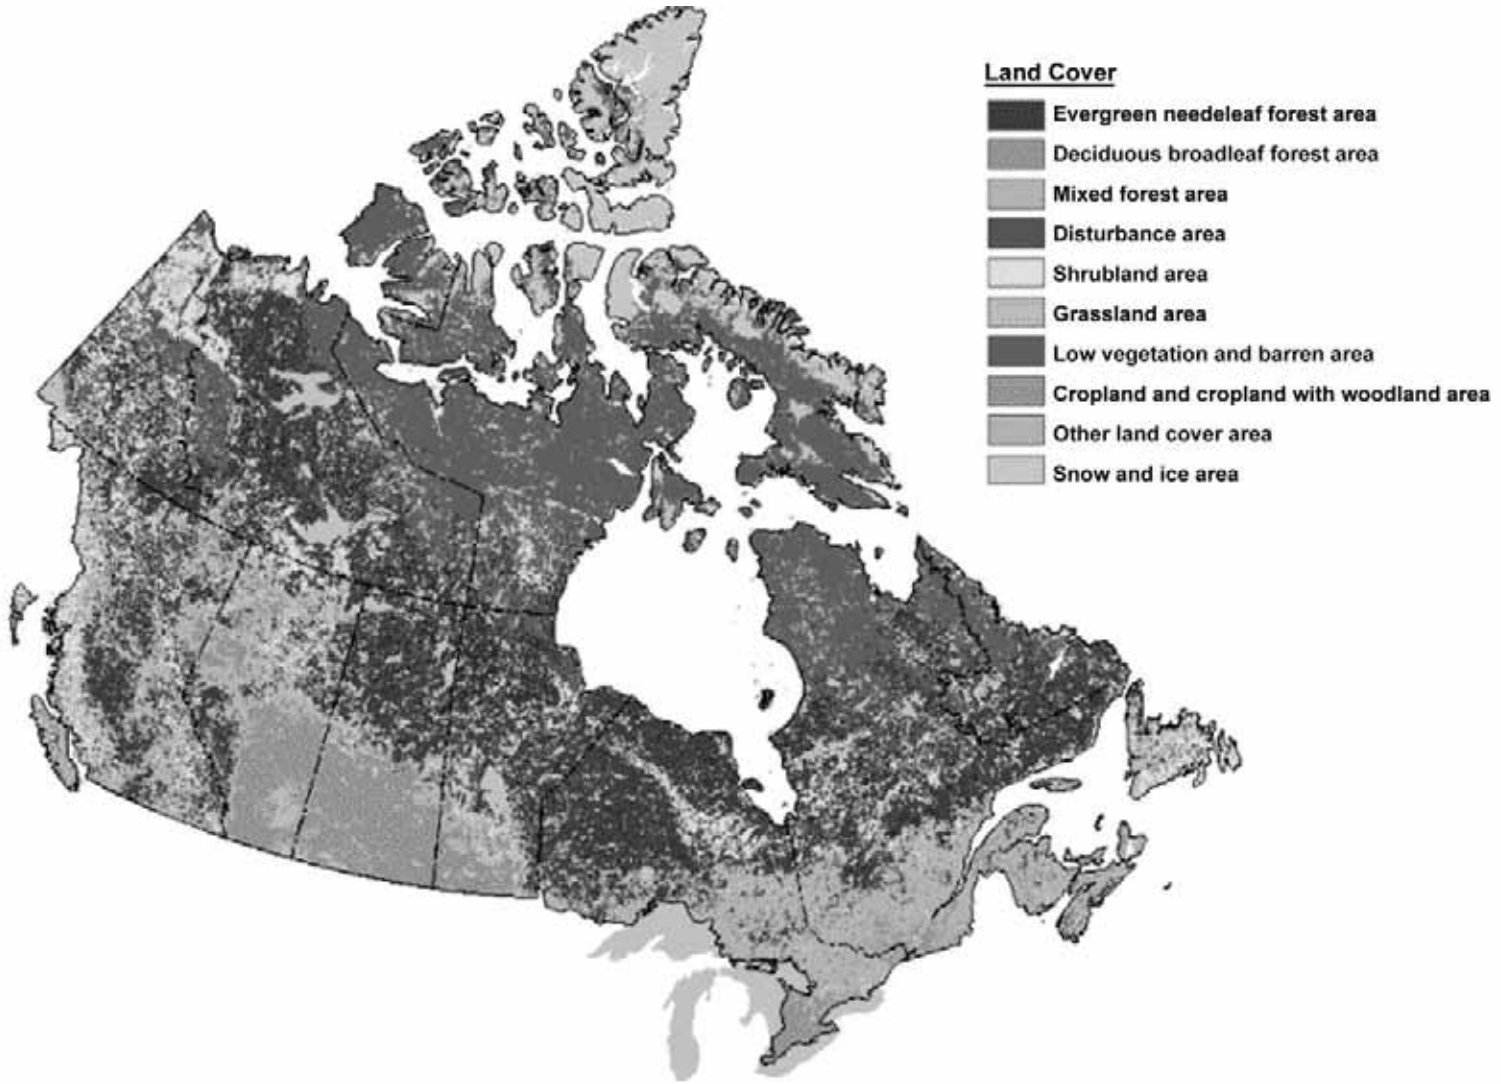 Land Cover
Evergreen needeleaf forest area
Deciduous broadleaf forest area
Mixed forest area
Disturbance area
Shrubland area
Grassland area
Low vegetation and barren area
Cropland and cropland with woodland area
Other land cover area
Snow and ice area